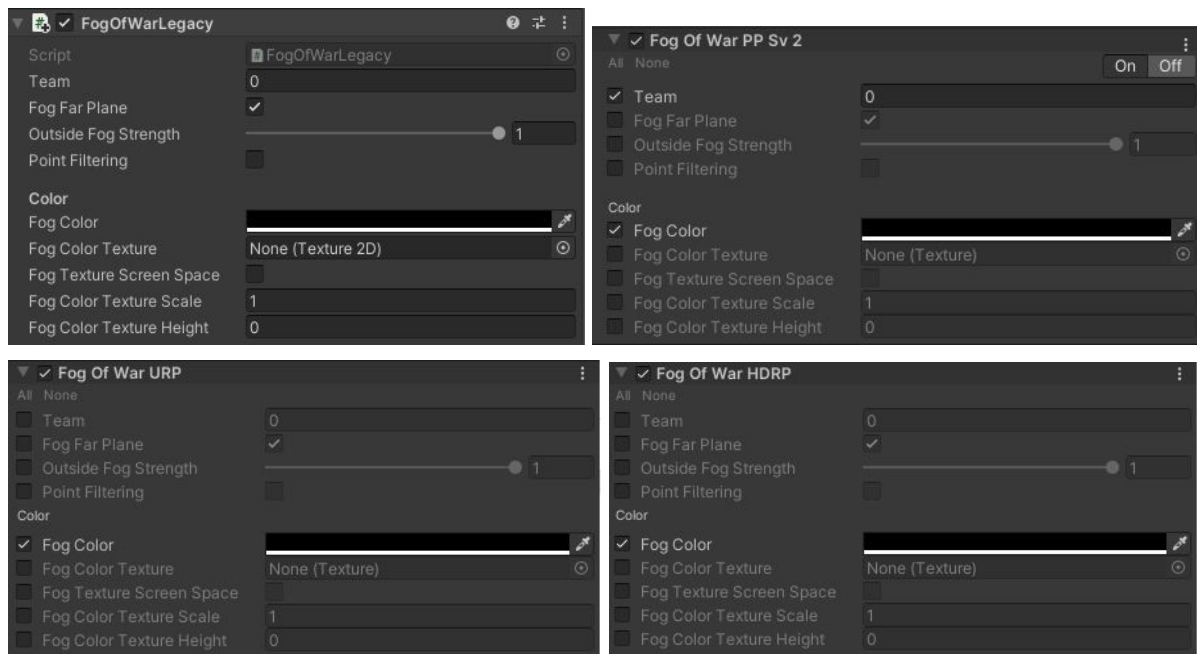 FogOfWarLegacy
Script FogOfWarLegacy
Team 0
Fog Far Plane
Outside Fog Strength 1
Point Filtering
Color
Fog Color
Fog Color Texture None (Texture 2D)
Fog Texture Screen Space
Fog Color Texture Scale 1
Fog Color Texture Height 0
Fog Of War PP Sv 2
All None On Off
Team 0
Fog Far Plane
Outside Fog Strength 1
Point Filtering
Color
Fog Color
Fog Color Texture None (Texture)
Fog Texture Screen Space
Fog Color Texture Scale 1
Fog Color Texture Height 0
Fog Of War URP
All None
Team 0
Fog Far Plane
Outside Fog Strength 1
Point Filtering
Color
Fog Color
Fog Color Texture None (Texture)
Fog Texture Screen Space
Fog Color Texture Scale 1
Fog Color Texture Height 0
Fog Of War HDRP
All None
Team 0
Fog Far Plane
Outside Fog Strength 1
Point Filtering
Color
Fog Color
Fog Color Texture None (Texture)
Fog Texture Screen Space
Fog Color Texture Scale 1
Fog Color Texture Height 0